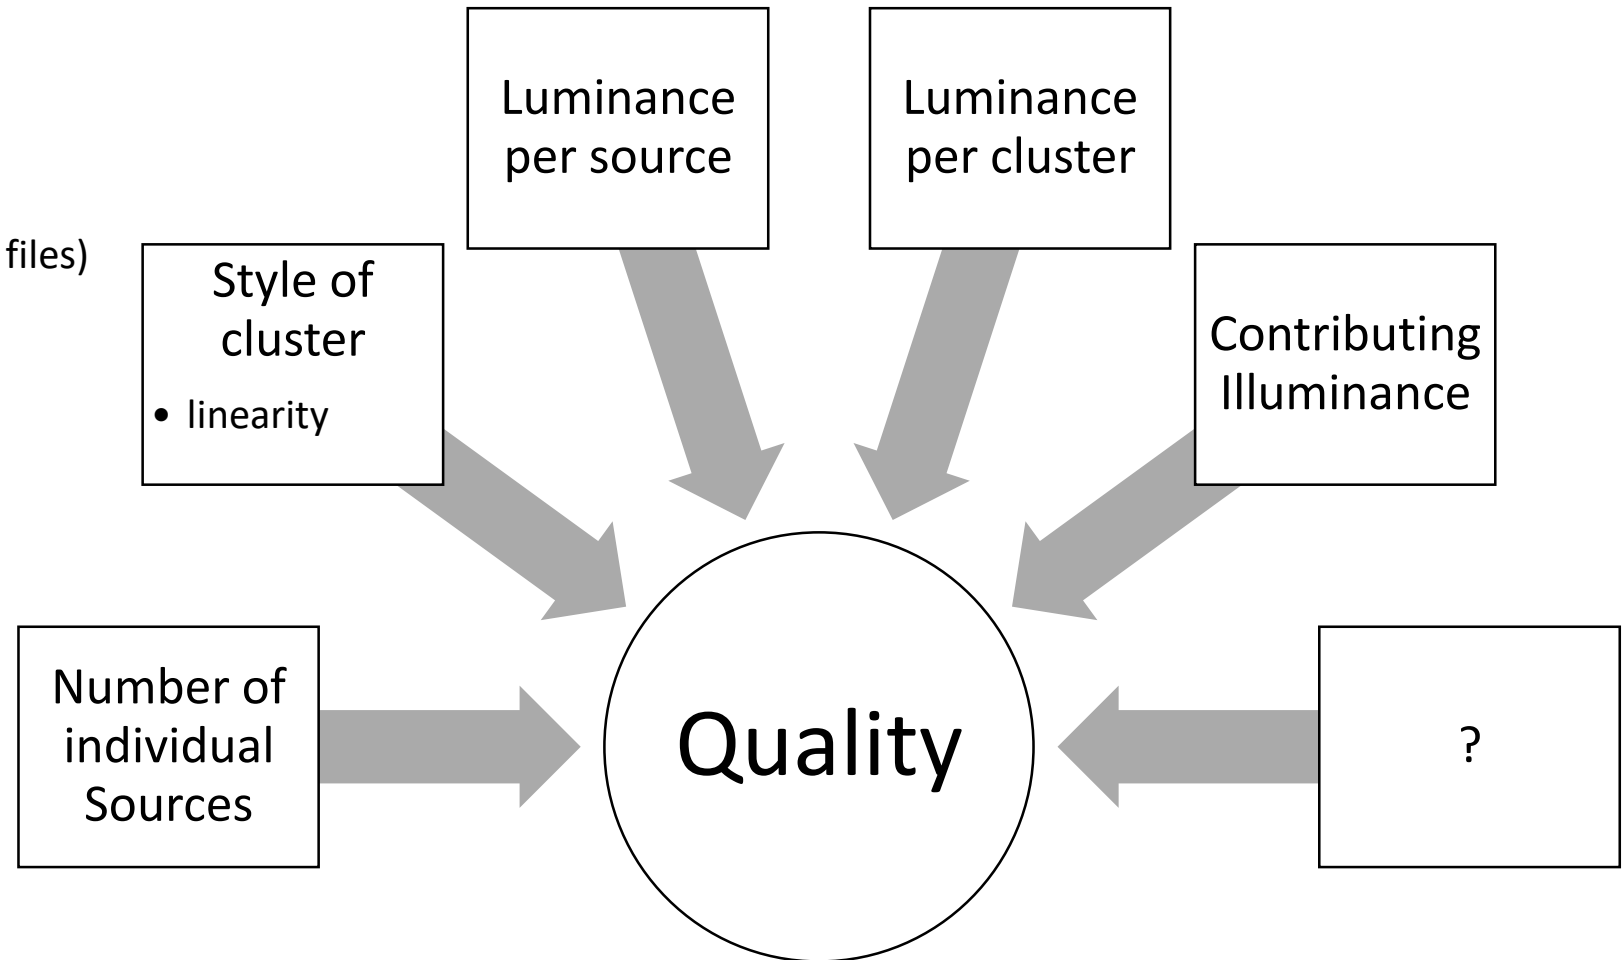 Luminance
per source
Luminance
per cluster
files)
Style of
cluster
• linearity
Contributing
Illuminance
Number of
individual
Sources
Quality
?